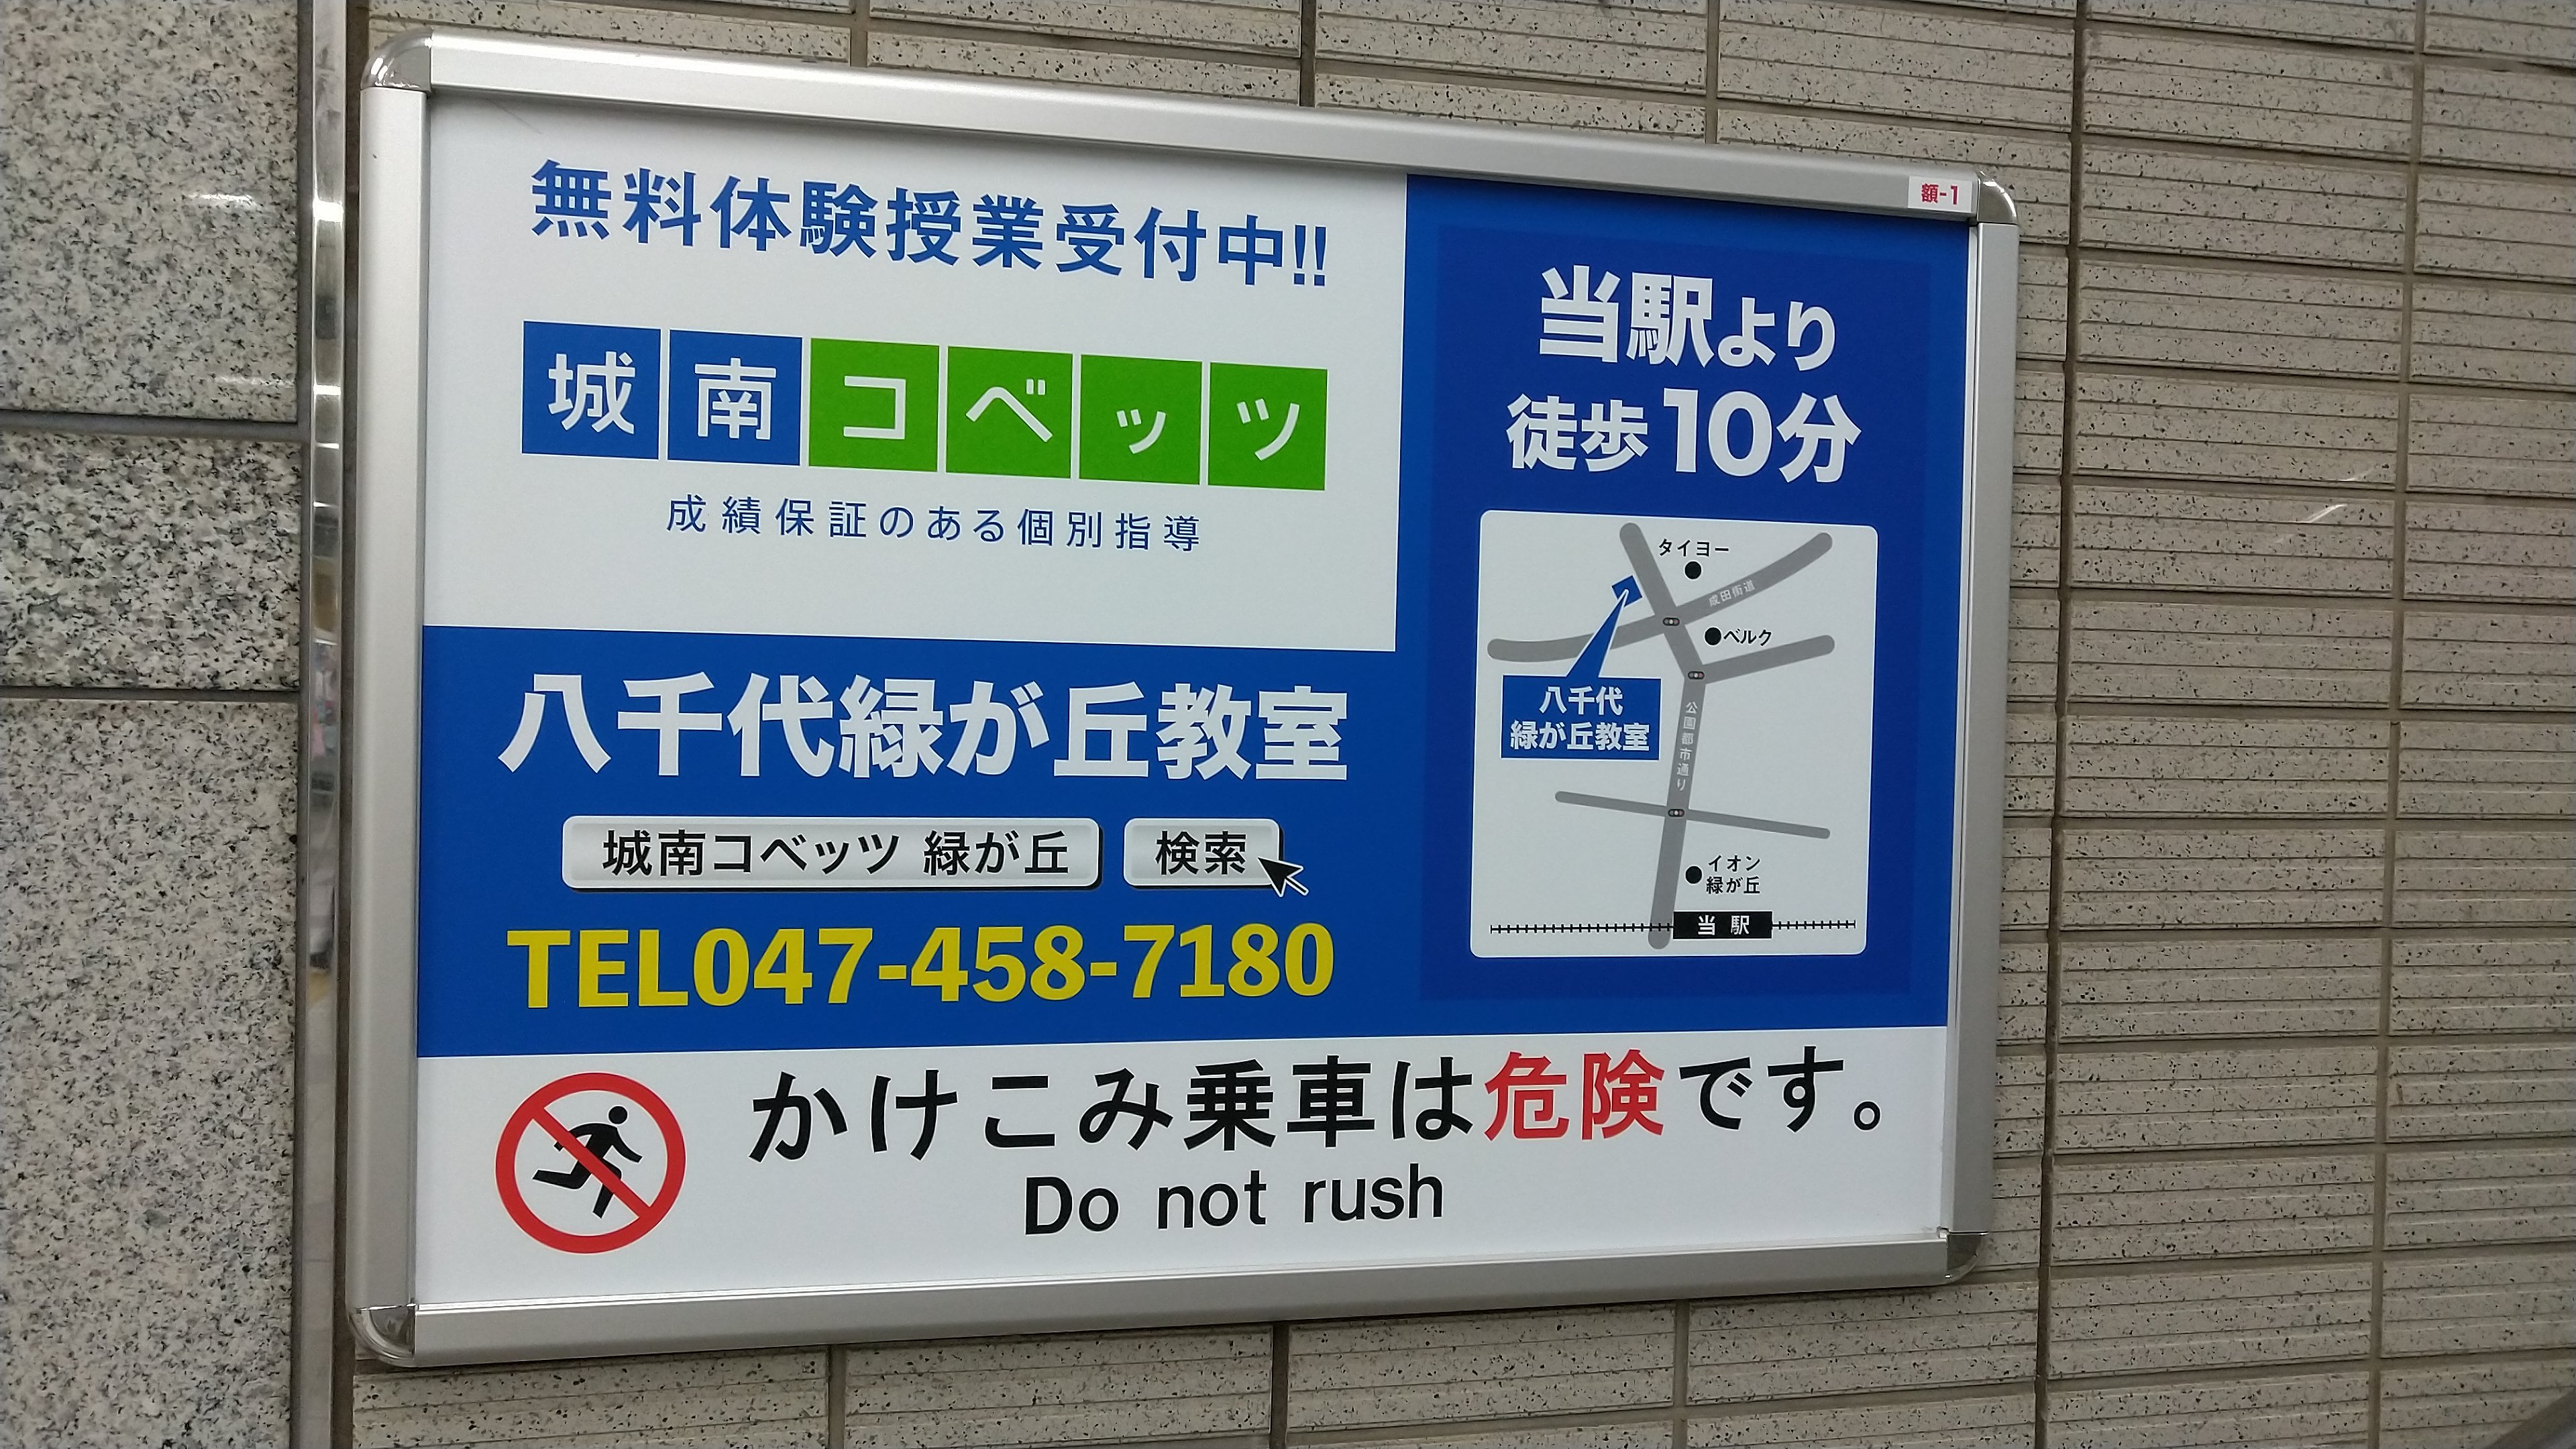 無料体験授業受付中!!
城南コベッツ
成績保証のある個別指導
八千代緑が丘教室
城南コベッツ 緑が丘 検索
TEL047-458-7180
額-1
当駅より
徒歩10分
タイヨー
成田街道
ベルク
八千代
緑が丘教室
公園都市通り
イオン
緑が丘
当駅
かけこみ乗車は危険です。
Do not rush